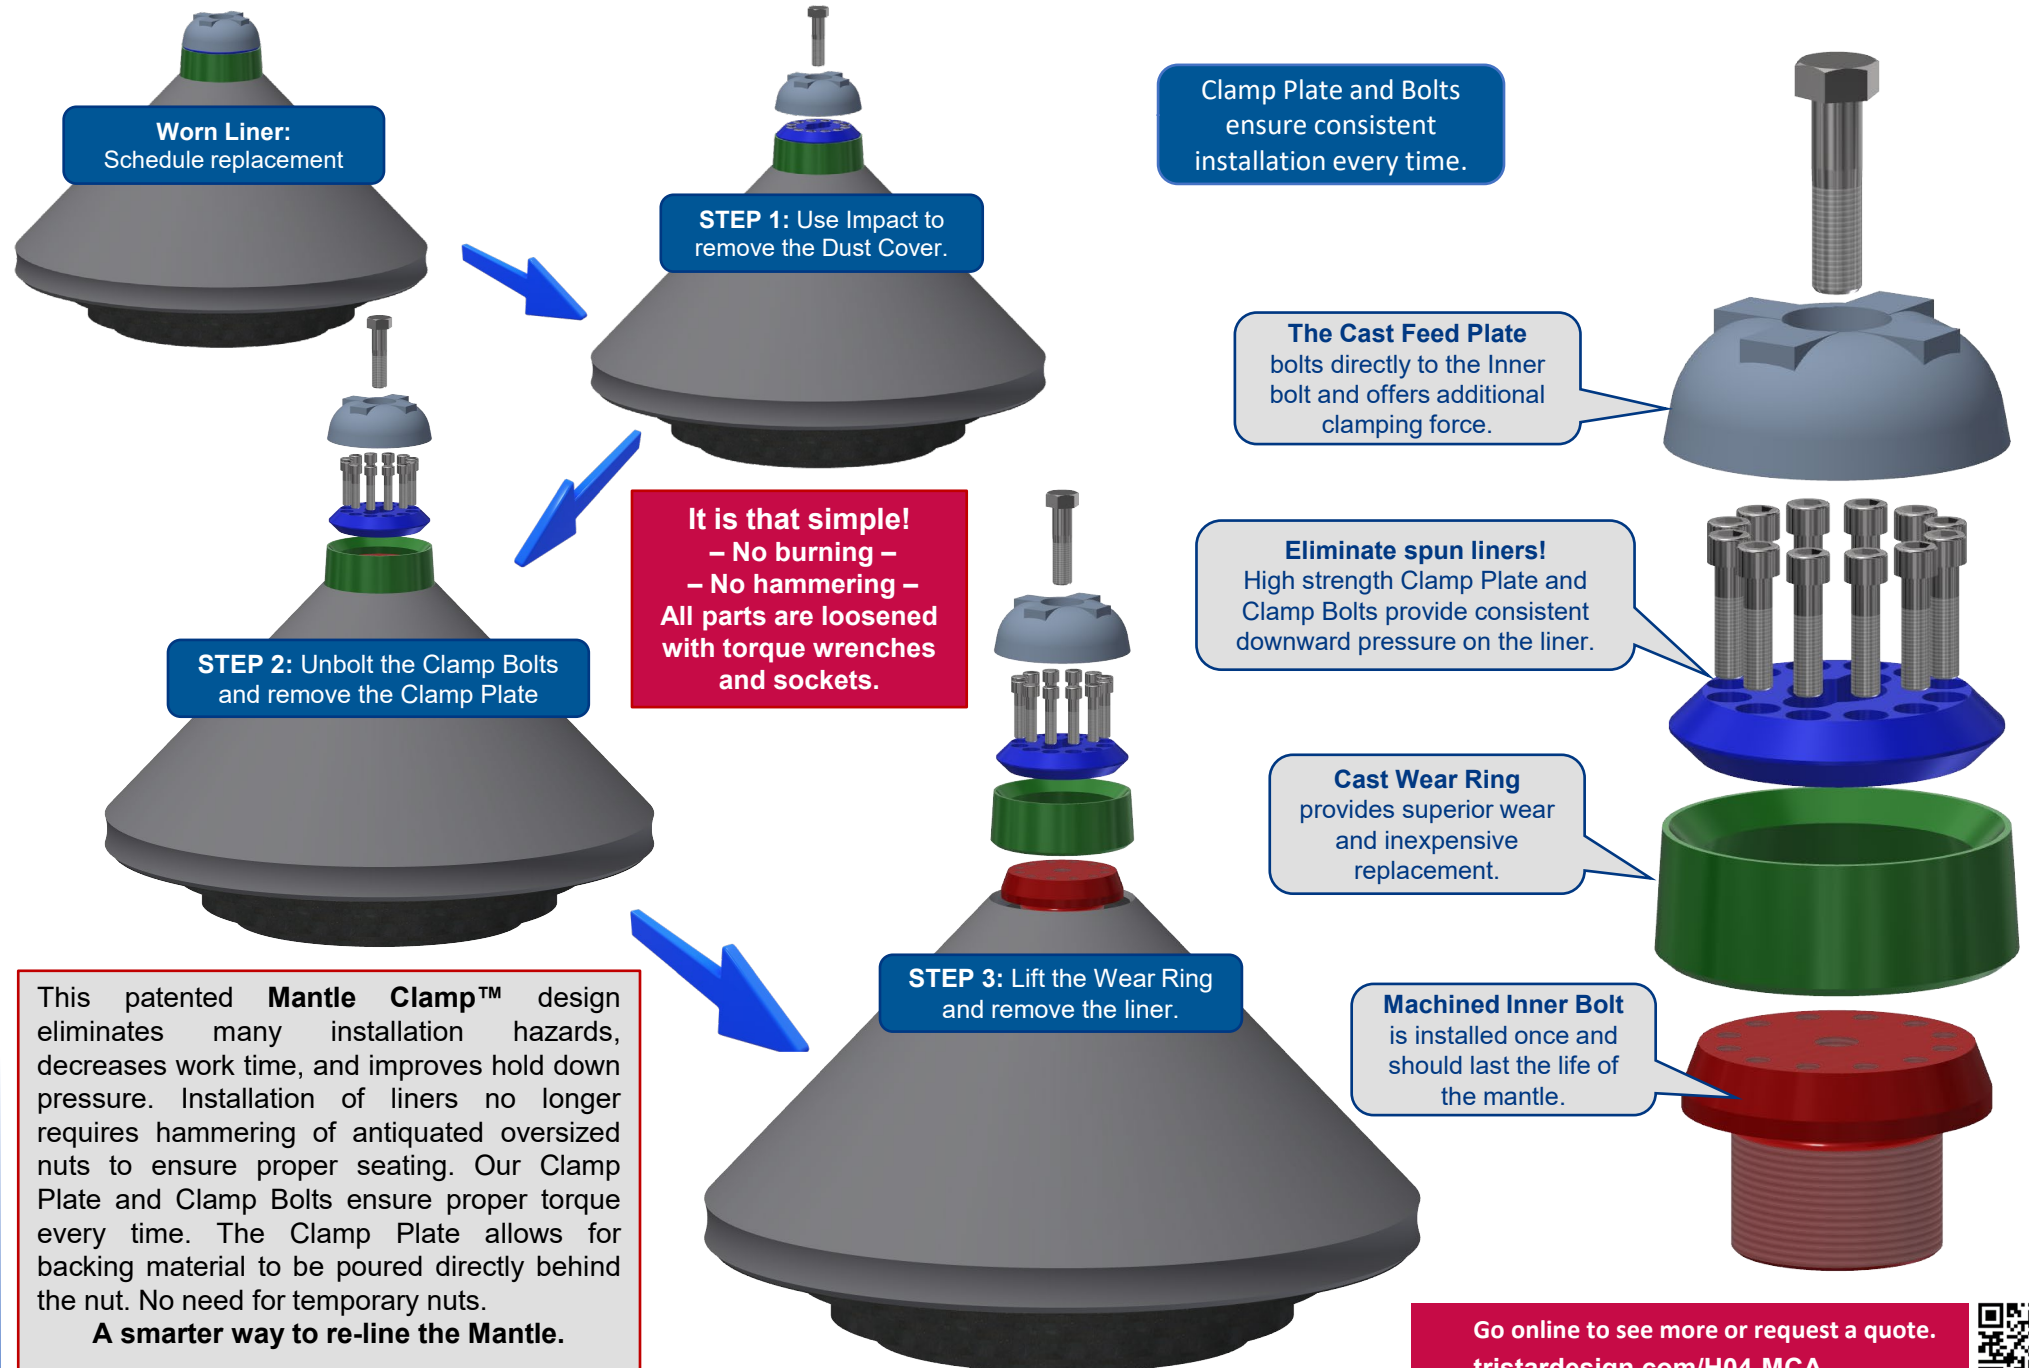 Worn Liner:
Schedule replacement
STEP 1: Use Impact to
remove the Dust Cover.
Clamp Plate and Bolts
ensure consistent
installation every time.
The Cast Feed Plate
bolts directly to the Inner
bolt and offers additional
clamping force.
It is that simple!
– No burning –
– No hammering –
All parts are loosened
with torque wrenches
and sockets.
Eliminate spun liners!
High strength Clamp Plate and
Clamp Bolts provide consistent
downward pressure on the liner.
STEP 2: Unbolt the Clamp Bolts
and remove the Clamp Plate
Cast Wear Ring
provides superior wear
and inexpensive
replacement.
STEP 3: Lift the Wear Ring
and remove the liner.
Machined Inner Bolt
is installed once and
should last the life of
the mantle.
This patented Mantle Clamp™ design
eliminates many installation hazards,
decreases work time, and improves hold down
pressure. Installation of liners no longer
requires hammering of antiquated oversized
nuts to ensure proper seating. Our Clamp
Plate and Clamp Bolts ensure proper torque
every time. The Clamp Plate allows for
backing material to be poured directly behind
the nut. No need for temporary nuts.
A smarter way to re-line the Mantle.
Go online to see more or request a quote.
tristardesign.com/H04-MCA